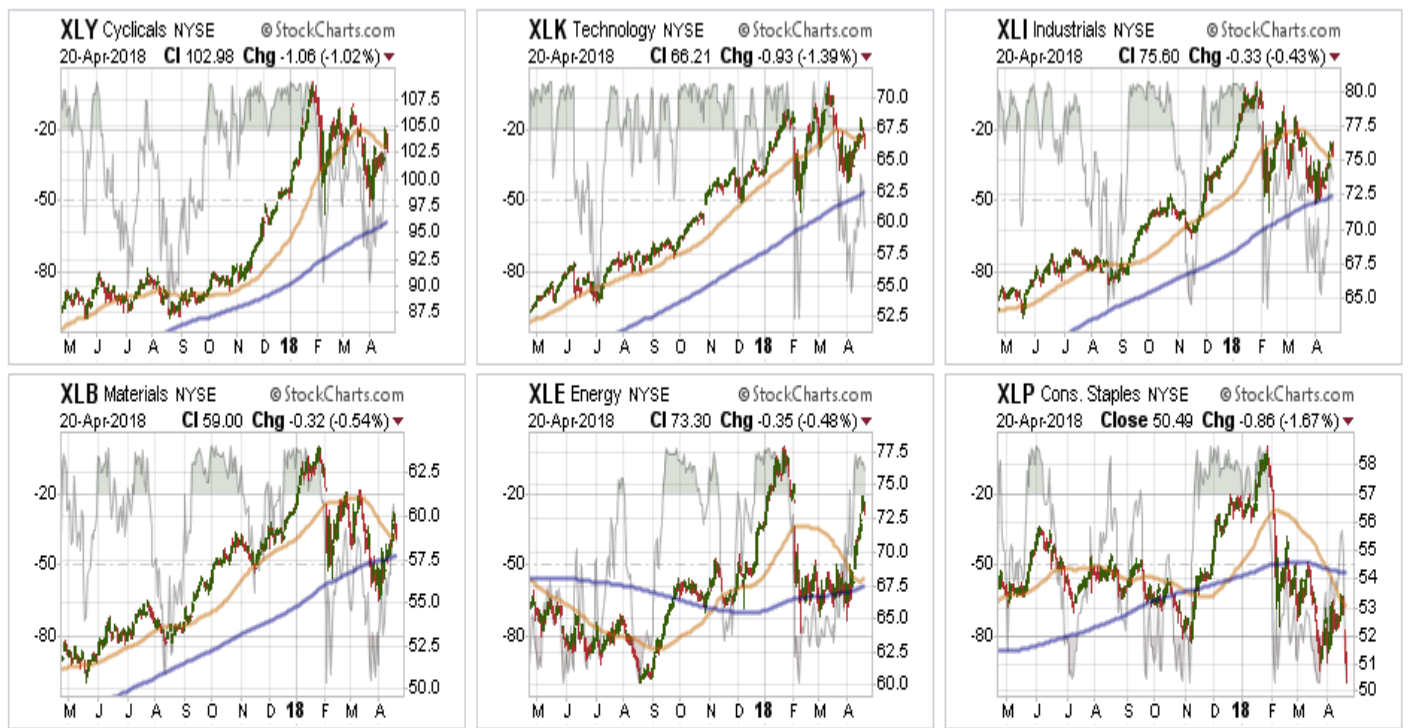 XLY Cyclicals NYSE © StockCharts.com
20-Apr-2018 Cl 102.98 Chg -1.06 (-1.02%)
107.5
-20 105.0
102.5
100.0
-50 97.5
95.0
92.5
-80 90.0
87.5
M J J A S O N D 18 F M A
XLK Technology NYSE © StockCharts.com
20-Apr-2018 Cl 66.21 Chg -0.93 (-1.39%)
70.0
-20 67.5
65.0
-50 62.5
60.0
57.5
-80 55.0
52.5
M J J A S O N D 18 F M A
XLI Industrials NYSE © StockCharts.com
20-Apr-2018 Cl 75.60 Chg -0.33 (-0.43%)
80.0
-20 77.5
75.0
-50 72.5
70.0
-80 67.5
65.0
M J J A S O N D 18 F M A
XLB Materials NYSE © StockCharts.com
20-Apr-2018 Cl 59.00 Chg -0.32 (-0.54%)
62.5
-20 60.0
-50 57.5
55.0
-80 52.5
50.0
M J J A S O N D 18 F M A
XLE Energy NYSE © StockCharts.com
20-Apr-2018 Cl 73.30 Chg -0.35 (-0.48%)
77.5
-20 75.0
72.5
-50 70.0
67.5
65.0
-80 62.5
60.0
M J J A S O N D 18 F M A
XLP Cons. Staples NYSE © StockCharts.com
20-Apr-2018 Close 50.49 Chg -0.86 (-1.67%)
58
-20 57
56
-50 55
54
53
-80 52
51
50
M J J A S O N D 18 F M A